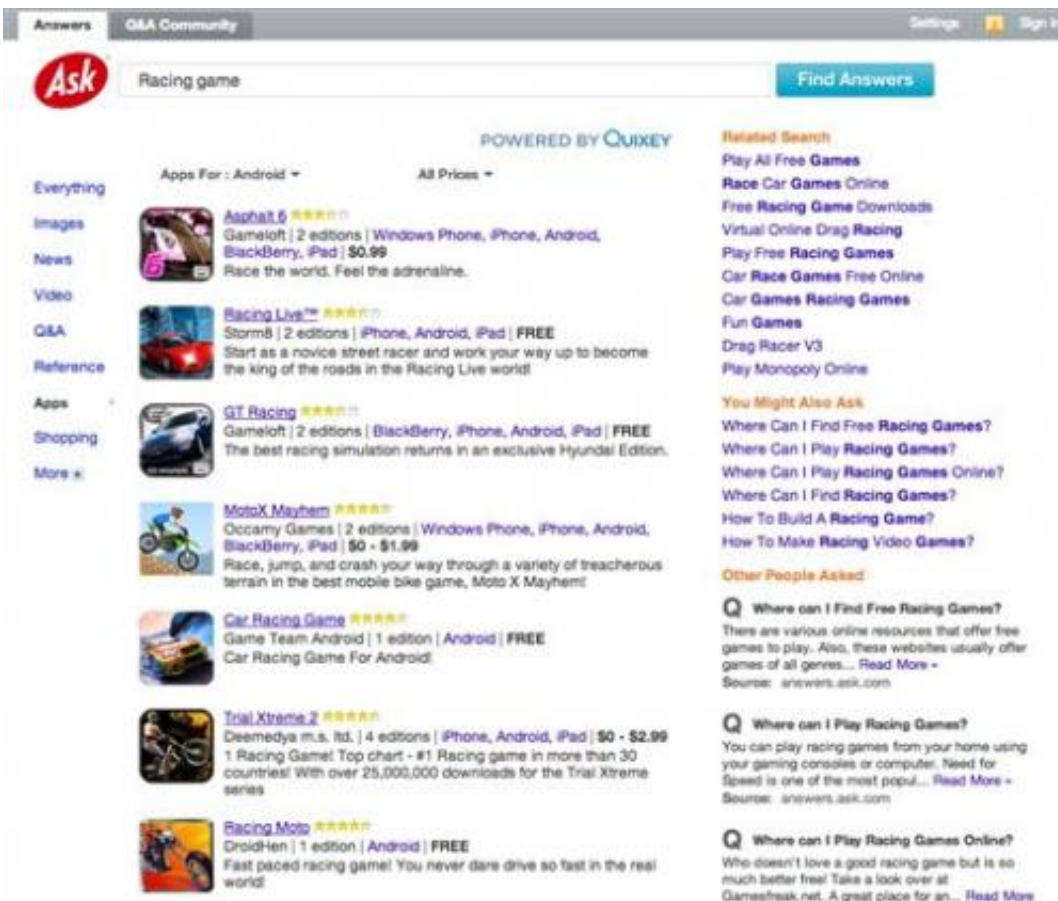 Answers
Q&A Community
Settings
Sign In
Ask
Racing game
Find Answers
POWERED BY QUIXEY
Apps For : Android
All Prices
Everything
Images
News
Video
Q&A
Reference
Apps
Shopping
More
Asphalt 6
Gameloft | 2 editions | Windows Phone, iPhone, Android,
BlackBerry, iPad | $0.99
Race the world. Feel the adrenaline.
Racing Live™
Storm8 | 2 editions | iPhone, Android, iPad | FREE
Start as a novice street racer and work your way up to become
the king of the roads in the Racing Live world!
GT Racing
Gameloft | 2 editions | BlackBerry, iPhone, Android, iPad | FREE
The best racing simulation returns in an exclusive Hyundai Edition.
MotoX Mayhem
Occamy Games | 2 editions | Windows Phone, iPhone, Android,
BlackBerry, iPad | $0 - $1.99
Race, jump, and crash your way through a variety of treacherous
terrain in the best mobile bike game, Moto X Mayhem!
Car Racing Game
Game Team Android | 1 edition | Android | FREE
Car Racing Game For Android!
Trial Xtreme 2
Deemedya m.s. ltd. | 4 editions | iPhone, Android, iPad | $0 - $2.99
1 Racing Game! Top chart - #1 Racing game in more than 30
countries! With over 25,000,000 downloads for the Trial Xtreme
series
Racing Moto
DroidHen | 1 edition | Android | FREE
Fast paced racing game! You never dare drive so fast in the real
world!
Related Search
Play All Free Games
Race Car Games Online
Free Racing Game Downloads
Virtual Online Drag Racing
Play Free Racing Games
Car Race Games Free Online
Car Games Racing Games
Fun Games
Drag Racer V3
Play Monopoly Online
You Might Also Ask
Where Can I Find Free Racing Games?
Where Can I Play Racing Games?
Where Can I Play Racing Games Online?
Where Can I Find Racing Games?
How To Build A Racing Game?
How To Make Racing Video Games?
Other People Asked
Q Where can I Find Free Racing Games?
There are various online resources that offer free
games to play. Also, these websites usually offer
games of all genres... Read More »
Source: answers.ask.com
Q Where can I Play Racing Games?
You can play racing games from your home using
your gaming consoles or computer. Need for
Speed is one of the most popul... Read More »
Source: answers.ask.com
Q Where can I Play Racing Games Online?
Who doesn't love a good racing game but is so
much better free! Take a look over at
Gamesfreak.net. A great place for an... Read More